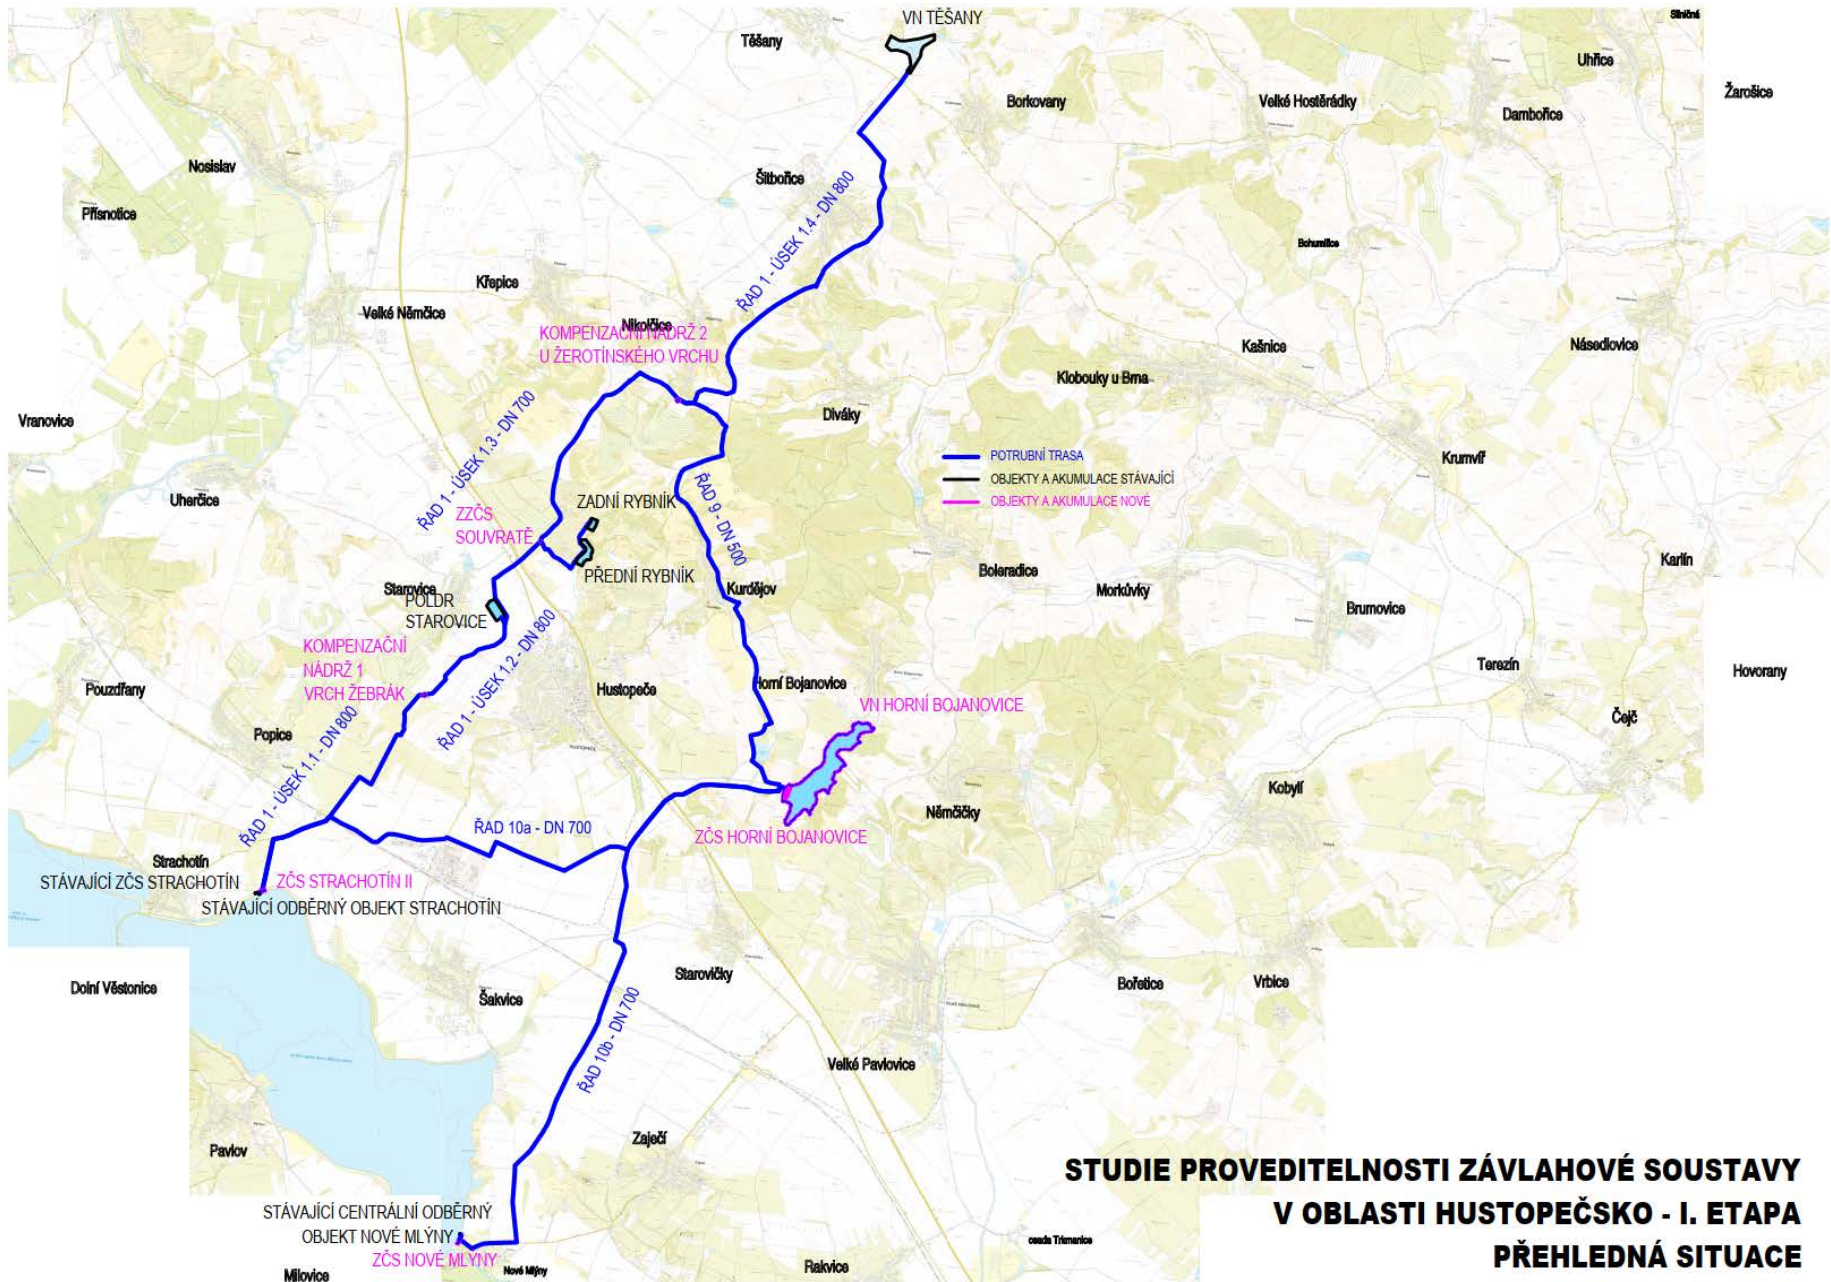 VN TĚŠANY
Těšany
Slíničná
Uhřice
Žarošice
Borkovany
Velké Hostěrádky
Dambořice
Nosislav
Šitbořice
Přísnotice
ŘAD 1 - ÚSEK 1.4 - DN 800
Bohumilice
Křepice
Velké Němčice
Nikolčice
KOMPENZAČNÍ NÁDRŽ 2
U ŽEROTÍNSKÉHO VRCHU
Kašnice
Násedlovice
Klobouky u Brna
Vranovice
Diváky
ŘAD 1 - ÚSEK 1.3 - DN 700
POTRUBNÍ TRASA
OBJEKTY A AKUMULACE STÁVAJÍCÍ
OBJEKTY A AKUMULACE NOVÉ
Krumvíř
Uherčice
ZZČS
SOUVRATĚ
ZADNÍ RYBNÍK
ŘAD 9 - DN 500
PŘEDNÍ RYBNÍK
Boleradice
Karlín
Starovice
POLDR
STAROVICE
Kurdějov
Morkůvky
Brumovice
KOMPENZAČNÍ
NÁDRŽ 1
VRCH ŽEBRÁK
ŘAD 1 - ÚSEK 1.2 - DN 800
Terezín
Hovorany
Pouzdřany
Hustopeče
Horní Bojanovice
VN HORNÍ BOJANOVICE
Čejč
Popice
ŘAD 1 - ÚSEK 1.1 - DN 800
HUSTOPEČE
Kobylí
Němčičky
ŘAD 10a - DN 700
ZČS HORNÍ BOJANOVICE
Strachotín
STÁVAJÍCÍ ZČS STRACHOTÍN
ZČS STRACHOTÍN II
STÁVAJÍCÍ ODBĚRNÝ OBJEKT STRACHOTÍN
Dolní Věstonice
Šakvice
Starovičky
Bořetice
Vrbice
ŘAD 10b - DN 700
Velké Pavlovice
Pavlov
Zaječí
STÁVAJÍCÍ CENTRÁLNÍ ODBĚRNÝ
OBJEKT NOVÉ MLÝNY
ZČS NOVÉ MLÝNY
Nové Mlýny
Milovice
Rakvice
osada Trkmanice
STUDIE PROVEDITELNOSTI ZÁVLAHOVÉ SOUSTAVY
V OBLASTI HUSTOPEČSKO - I. ETAPA
PŘEHLEDNÁ SITUACE